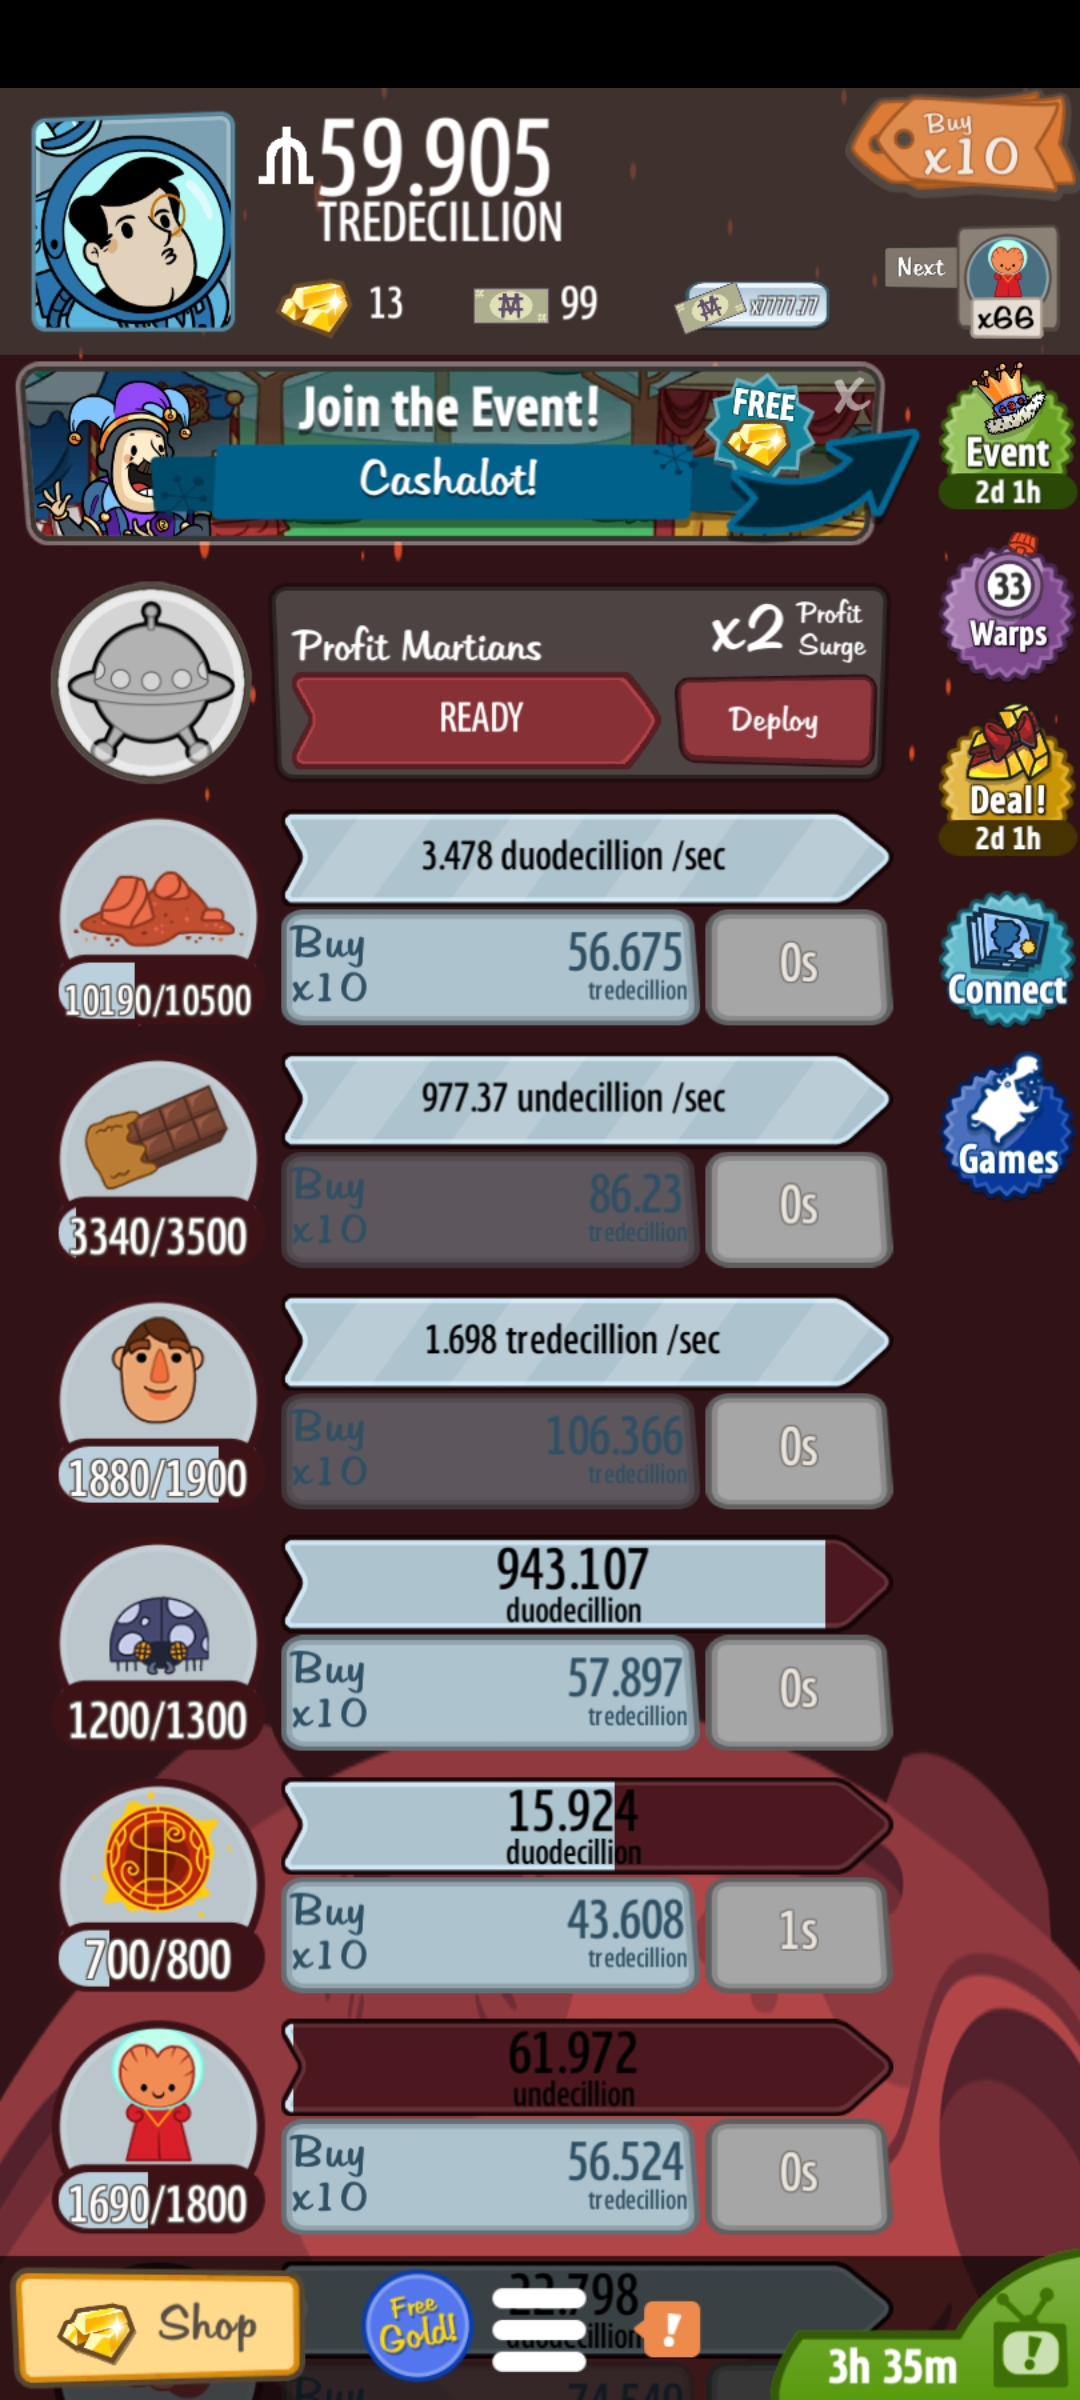 59.905
TREDECILLION
Buy
x10
13
99
x7777.77
Next
x66
Join the Event!
Cashalot!
FREE
X
Event
2d 1h
33
Warps
Profit Martians
x2 Profit
Surge
READY
Deploy
Deal!
2d 1h
3.478 duodecillion /sec
Buy
x10
56.675
tredecillion
0s
10190/10500
Connect
977.37 undecillion /sec
Buy
x10
86.23
tredecillion
0s
3340/3500
Games
1.698 tredecillion /sec
Buy
x10
106.366
tredecillion
0s
1880/1900
943.107
duodecillion
Buy
x10
57.897
tredecillion
0s
1200/1300
15.924
duodecillion
Buy
x10
43.608
tredecillion
1s
700/800
61.972
undecillion
Buy
x10
56.524
tredecillion
0s
1690/1800
Shop
Free
Gold!
!
3h 35m
!